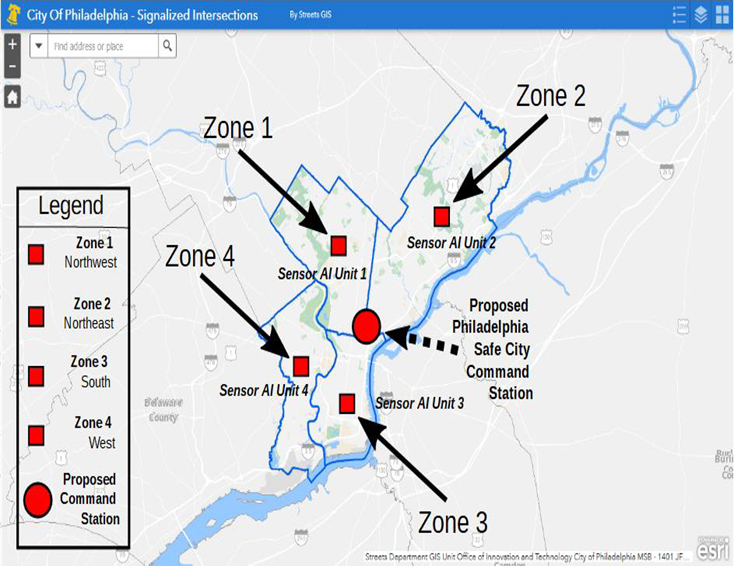 City Of Philadelphia - Signalized Intersections
By Streets GIS
Find address or place
Zone 1
Zone 2
Zone 4
Sensor AI Unit 1
Sensor AI Unit 2
Sensor AI Unit 4
Sensor AI Unit 3
Zone 3
Proposed
Philadelphia
Safe City
Command
Station
Legend
Zone 1
Northwest
Zone 2
Northeast
Zone 3
South
Zone 4
West
Proposed
Command
Station
Delaware
County
Streets Department GIS Unit Office of Innovation and Technology City of Philadelphia MSB - 1401 JF...
esri